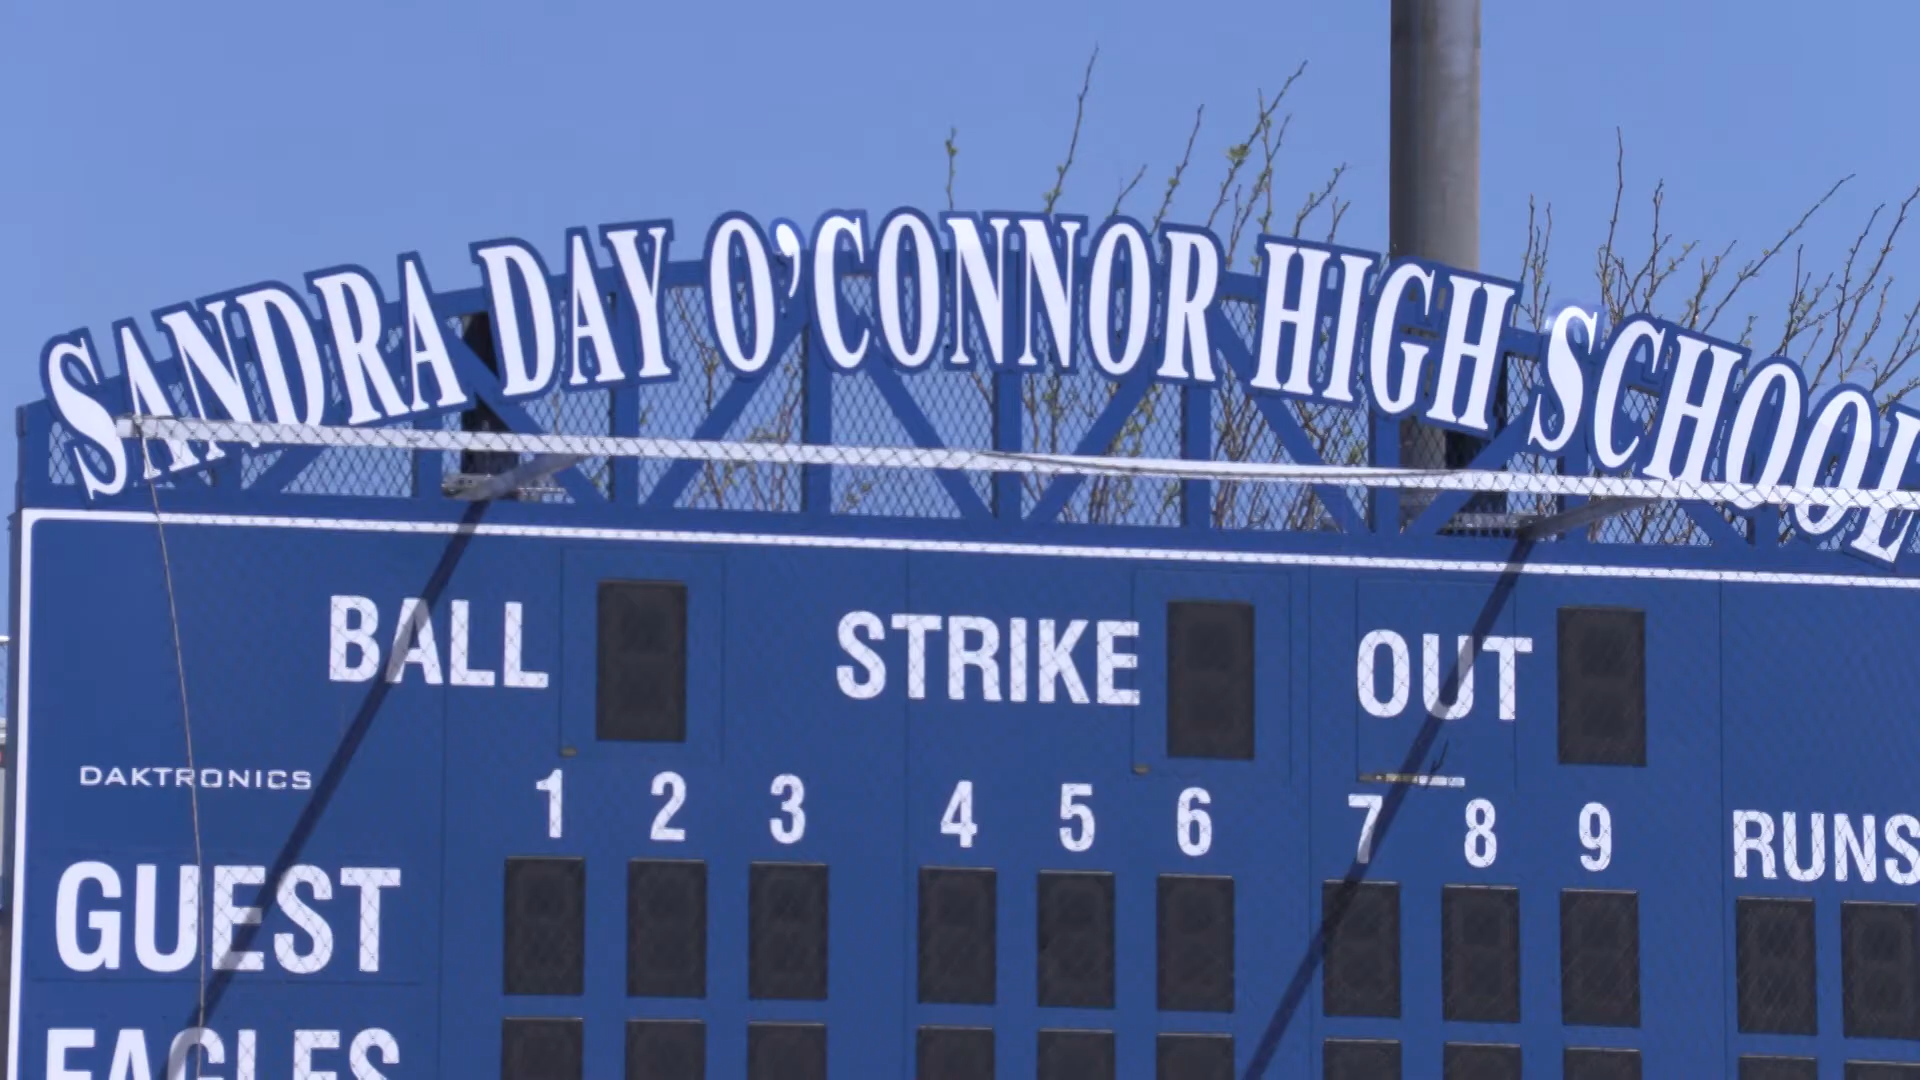 SANDRA DAY O'CONNOR HIGH SCHOOL
BALL STRIKE OUT
DAKTRONICS
1 2 3 4 5 6 7 8 9 RUNS
GUEST
EAGLES